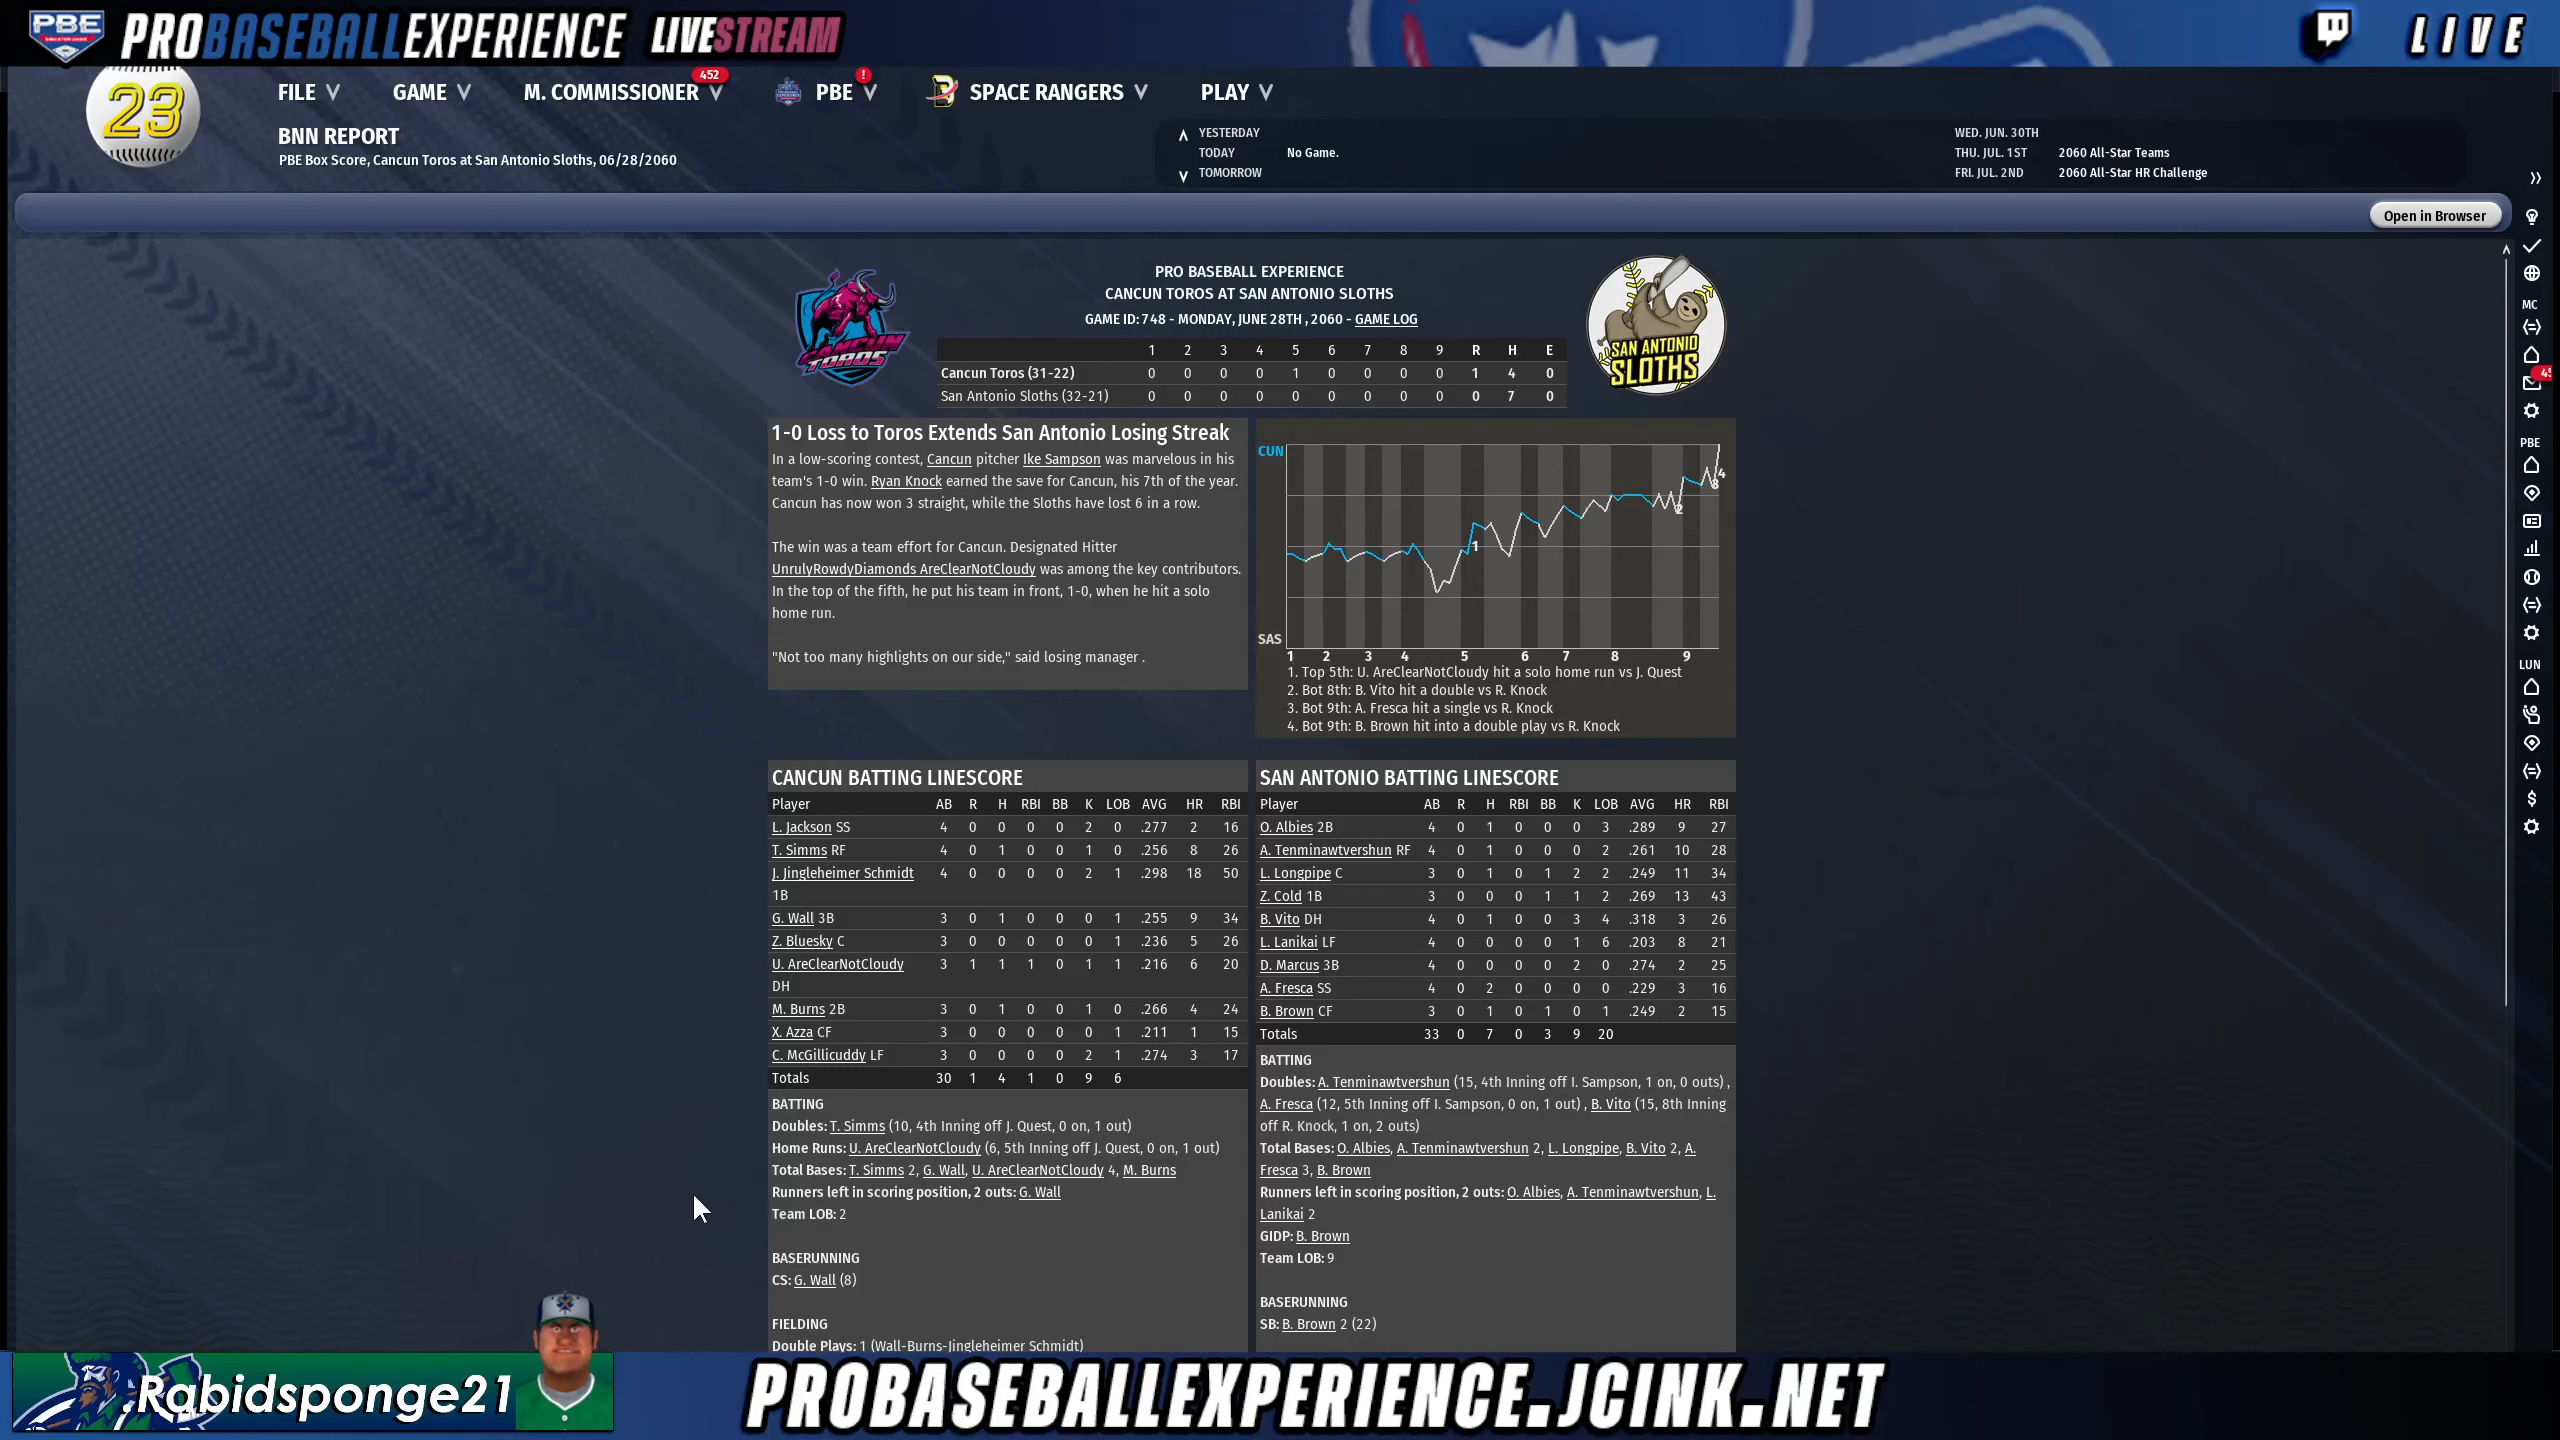 PBE PROBASEBALLEXPERIENCE LIVESTREAM LIVE
23
FILE GAME M. COMMISSIONER 452 PBE ! SPACE RANGERS PLAY
BNN REPORT
PBE Box Score, Cancun Toros at San Antonio Sloths, 06/28/2060
YESTERDAY
TODAY No Game.
TOMORROW
WED. JUN. 30TH
THU. JUL. 1ST 2060 All-Star Teams
FRI. JUL. 2ND 2060 All-Star HR Challenge
Open in Browser
MC
PBE
LUN
$
CANCUN
TOROS
PRO BASEBALL EXPERIENCE
CANCUN TOROS AT SAN ANTONIO SLOTHS
GAME ID: 748 - MONDAY, JUNE 28TH , 2060 - GAME LOG
SAN ANTONIO
SLOTHS
1 2 3 4 5 6 7 8 9 R H E
Cancun Toros (31-22) 0 0 0 0 1 0 0 0 0 1 4 0
San Antonio Sloths (32-21) 0 0 0 0 0 0 0 0 0 0 7 0
1-0 Loss to Toros Extends San Antonio Losing Streak
In a low-scoring contest, Cancun pitcher Ike Sampson was marvelous in his
team's 1-0 win. Ryan Knock earned the save for Cancun, his 7th of the year.
Cancun has now won 3 straight, while the Sloths have lost 6 in a row.
The win was a team effort for Cancun. Designated Hitter
UnrulyRowdyDiamonds AreClearNotCloudy was among the key contributors.
In the top of the fifth, he put his team in front, 1-0, when he hit a solo
home run.
"Not too many highlights on our side," said losing manager .
CUN
1 2 3 4
SAS
1 2 3 4 5 6 7 8 9
1. Top 5th: U. AreClearNotCloudy hit a solo home run vs J. Quest
2. Bot 8th: B. Vito hit a double vs R. Knock
3. Bot 9th: A. Fresca hit a single vs R. Knock
4. Bot 9th: B. Brown hit into a double play vs R. Knock
CANCUN BATTING LINESCORE
Player AB R H RBI BB K LOB AVG HR RBI
L. Jackson SS 4 0 0 0 0 2 0 .277 2 16
T. Simms RF 4 0 1 0 0 1 0 .256 8 26
J. Jingleheimer Schmidt 4 0 0 0 0 2 1 .298 18 50
1B
G. Wall 3B 3 0 1 0 0 0 1 .255 9 34
Z. Bluesky C 3 0 0 0 0 0 1 .236 5 26
U. AreClearNotCloudy 3 1 1 1 0 1 1 .216 6 20
DH
M. Burns 2B 3 0 1 0 0 1 0 .266 4 24
X. Azza CF 3 0 0 0 0 0 1 .211 1 15
C. McGillicuddy LF 3 0 0 0 0 2 1 .274 3 17
Totals 30 1 4 1 0 9 6
BATTING
Doubles: T. Simms (10, 4th Inning off J. Quest, 0 on, 1 out)
Home Runs: U. AreClearNotCloudy (6, 5th Inning off J. Quest, 0 on, 1 out)
Total Bases: T. Simms 2, G. Wall, U. AreClearNotCloudy 4, M. Burns
Runners left in scoring position, 2 outs: G. Wall
Team LOB: 2
BASERUNNING
CS: G. Wall (8)
FIELDING
Double Plays: 1 (Wall-Burns-Jingleheimer Schmidt)
SAN ANTONIO BATTING LINESCORE
Player AB R H RBI BB K LOB AVG HR RBI
O. Albies 2B 4 0 1 0 0 0 3 .289 9 27
A. Tenminawtvershun RF 4 0 1 0 0 0 2 .261 10 28
L. Longpipe C 3 0 1 0 1 2 2 .249 11 34
Z. Cold 1B 3 0 0 0 1 1 2 .269 13 43
B. Vito DH 4 0 1 0 0 3 4 .318 3 26
L. Lanikai LF 4 0 0 0 0 1 6 .203 8 21
D. Marcus 3B 4 0 0 0 0 2 0 .274 2 25
A. Fresca SS 4 0 2 0 0 0 0 .229 3 16
B. Brown CF 3 0 1 0 1 0 1 .249 2 15
Totals 33 0 7 0 3 9 20
BATTING
Doubles: A. Tenminawtvershun (15, 4th Inning off I. Sampson, 1 on, 0 outs) ,
A. Fresca (12, 5th Inning off I. Sampson, 0 on, 1 out) , B. Vito (15, 8th Inning
off R. Knock, 1 on, 2 outs)
Total Bases: O. Albies, A. Tenminawtvershun 2, L. Longpipe, B. Vito 2, A.
Fresca 3, B. Brown
Runners left in scoring position, 2 outs: O. Albies, A. Tenminawtvershun, L.
Lanikai 2
GIDP: B. Brown
Team LOB: 9
BASERUNNING
SB: B. Brown 2 (22)
.Rabidsponge21
PROBASEBALLEXPERIENCE.JCINK.NET